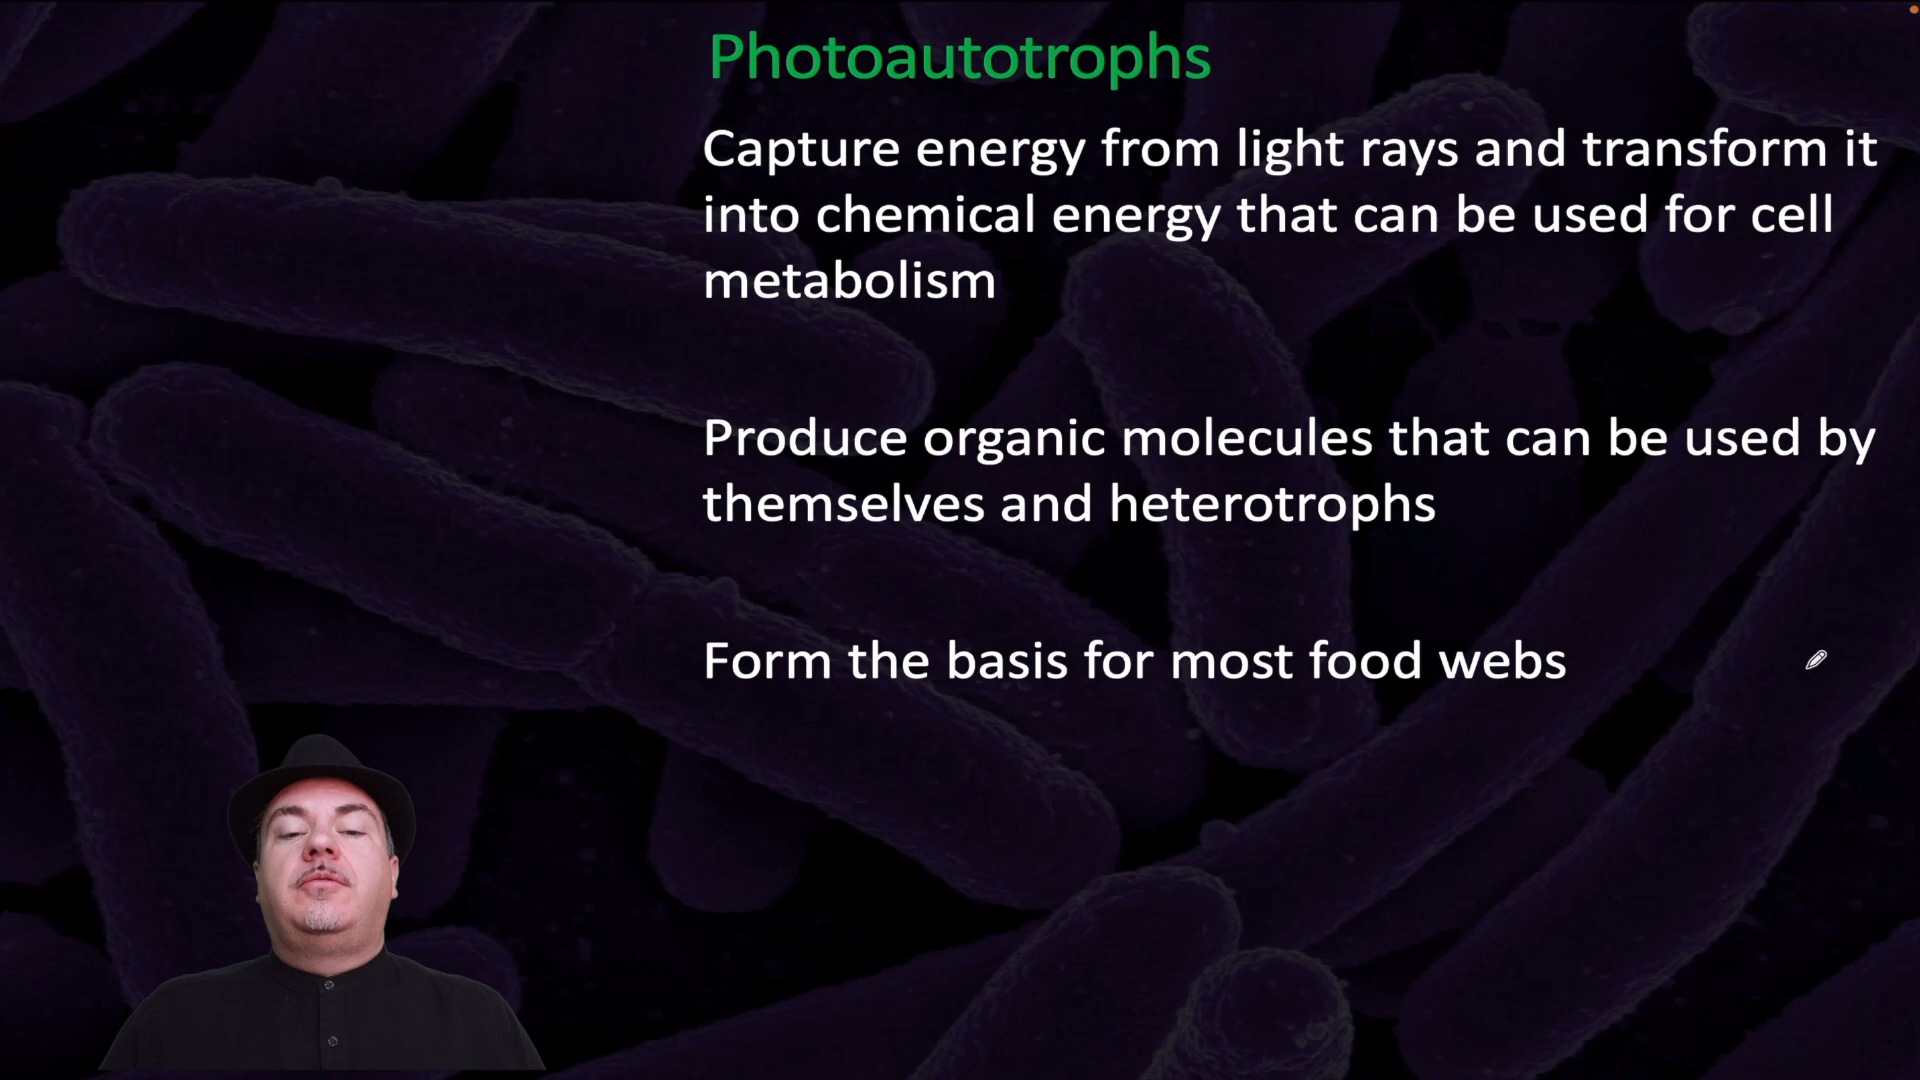 Photoautotrophs
Capture energy from light rays and transform it
into chemical energy that can be used for cell
metabolism
Produce organic molecules that can be used by
themselves and heterotrophs
Form the basis for most food webs